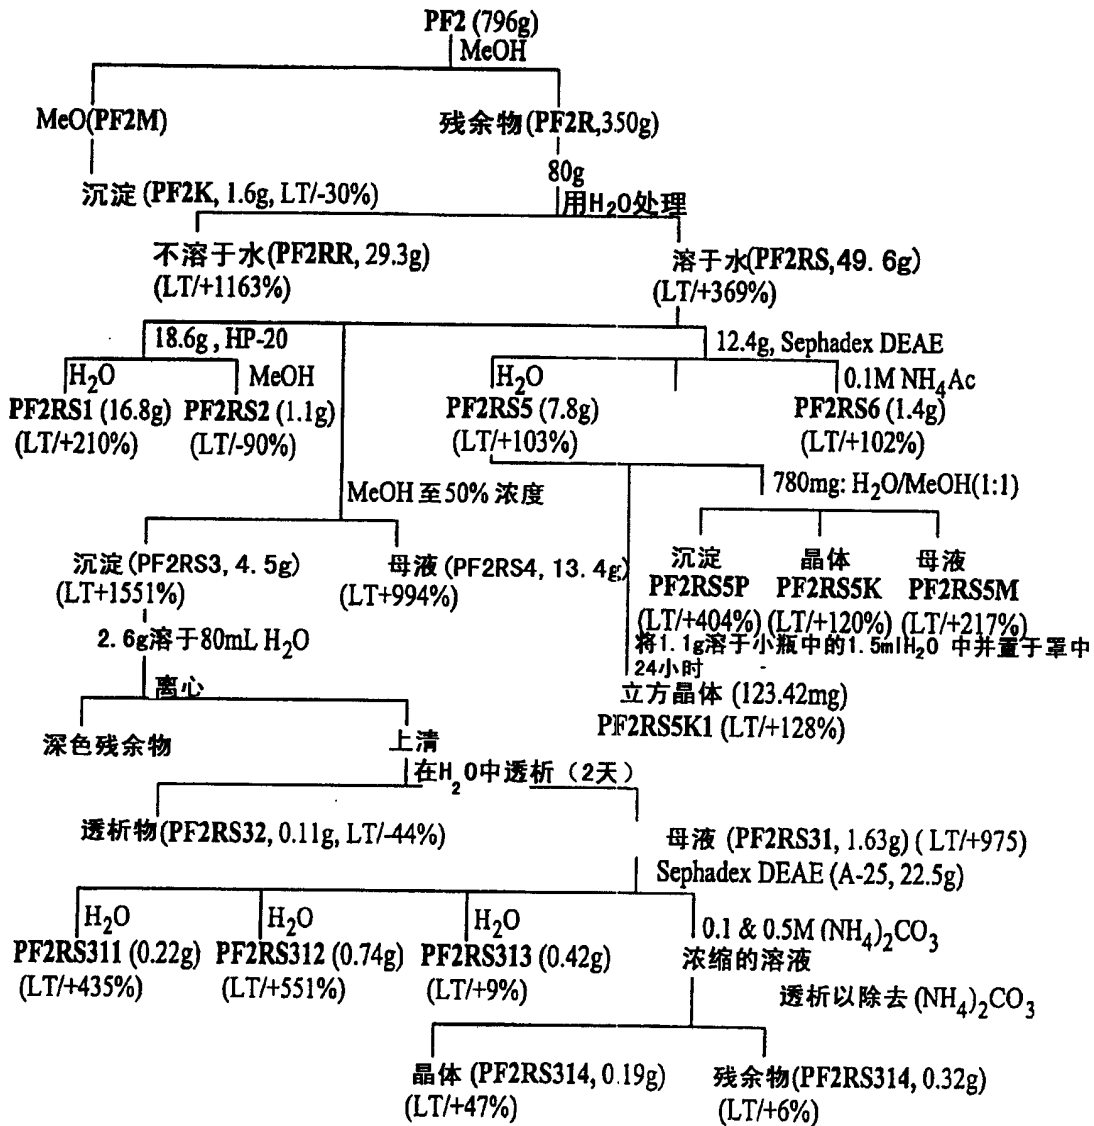 PF2 (796g)
MeOH
MeO(PF2M)
残余物(PF2R,350g)
80g
沉淀(PF2K, 1.6g, LT/-30%)
用H2O处理
不溶于水(PF2RR, 29.3g)
(LT/+1163%)
溶于水(PF2RS,49. 6g)
(LT/+369%)
18.6g , HP-20
12.4g, Sephadex DEAE
H2O
MeOH
H2O
0.1M NH4Ac
PF2RS1 (16.8g)
(LT/+210%)
PF2RS2 (1.1g)
(LT/-90%)
PF2RS5 (7.8g)
(LT/+103%)
PF2RS6 (1.4g)
(LT/+102%)
780mg: H2O/MeOH(1:1)
MeOH 至50% 浓度
沉淀(PF2RS3, 4. 5g)
(LT+1551%)
母液(PF2RS4, 13. 4g)
(LT+994%)
沉淀
PF2RS5P
(LT/+404%)
晶体
PF2RS5K
(LT/+120%)
母液
PF2RS5M
(LT/+217%)
2. 6g溶于80mL H2O
将1. 1g溶于小瓶中的1. 5mlH2O 中并置于罩中
24小时
立方晶体 (123.42mg)
PF2RS5K1 (LT/+128%)
离心
深色残余物
上清
在H2O中透析（2天）
透析物(PF2RS32, 0.11g, LT/-44%)
母液 (PF2RS31, 1.63g) ( LT/+975)
Sephadex DEAE (A-25, 22.5g)
H2O
PF2RS311 (0.22g)
(LT/+435%)
H2O
PF2RS312 (0.74g)
(LT/+551%)
H2O
PF2RS313 (0.42g)
(LT/+9%)
0.1 & 0.5M (NH4)2CO3
浓缩的溶液
透析以除去(NH4)2CO3
晶体 (PF2RS314, 0.19g)
(LT/+47%)
残余物(PF2RS314, 0.32g)
(LT/+6%)